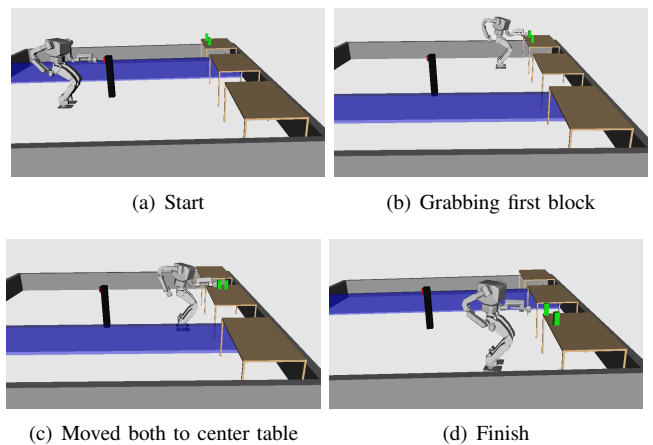 (a) Start
(b) Grabbing first block
(c) Moved both to center table
(d) Finish